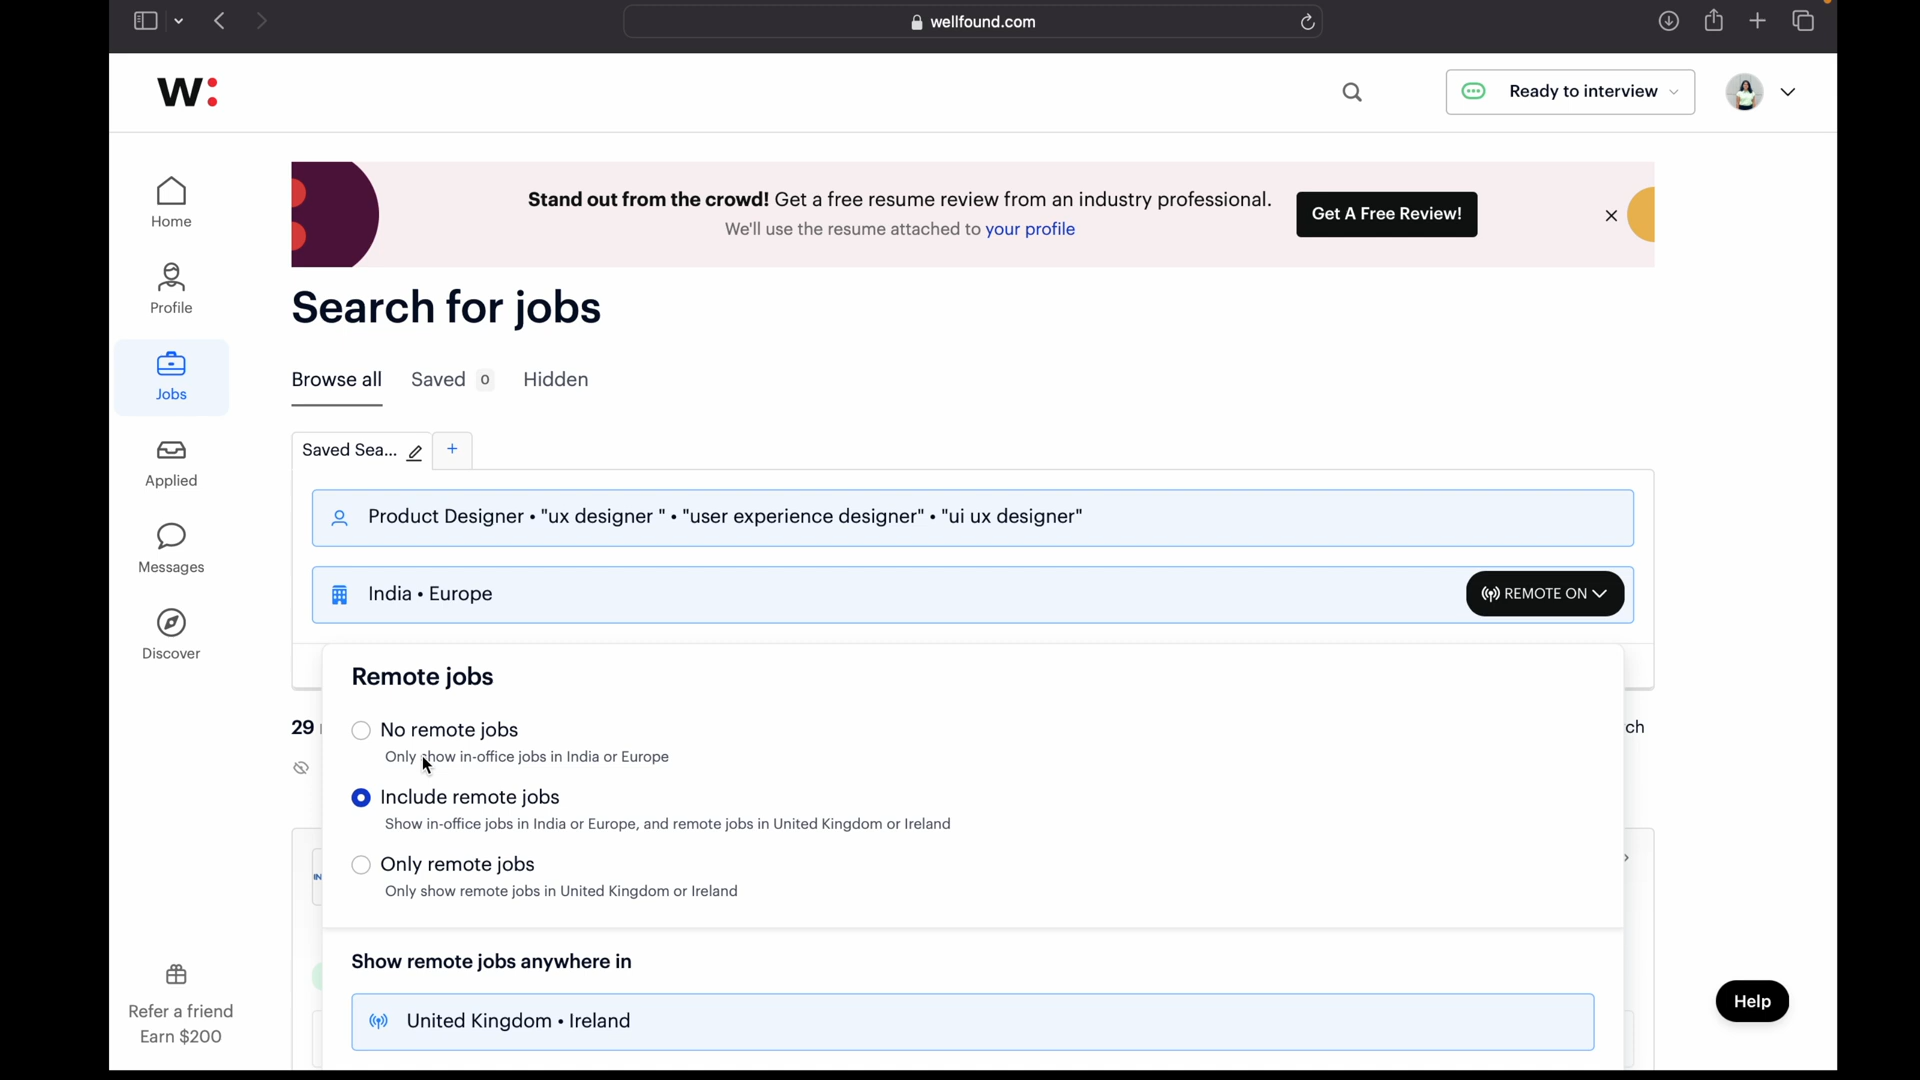 wellfound.com
W:
Ready to interview
Stand out from the crowd! Get a free resume review from an industry professional.
We'll use the resume attached to your profile
Get A Free Review!
Home
Profile
Jobs
Applied
Messages
Discover
Refer a friend
Earn $200
Search for jobs
Browse all Saved 0 Hidden
Saved Sea... +
Product Designer • "ux designer " • "user experience designer" • "ui ux designer"
India • Europe
REMOTE ON
Remote jobs
29
ch
No remote jobs
Only show in-office jobs in India or Europe
Include remote jobs
Show in-office jobs in India or Europe, and remote jobs in United Kingdom or Ireland
Only remote jobs
Only show remote jobs in United Kingdom or Ireland
IN
Show remote jobs anywhere in
United Kingdom • Ireland
Help